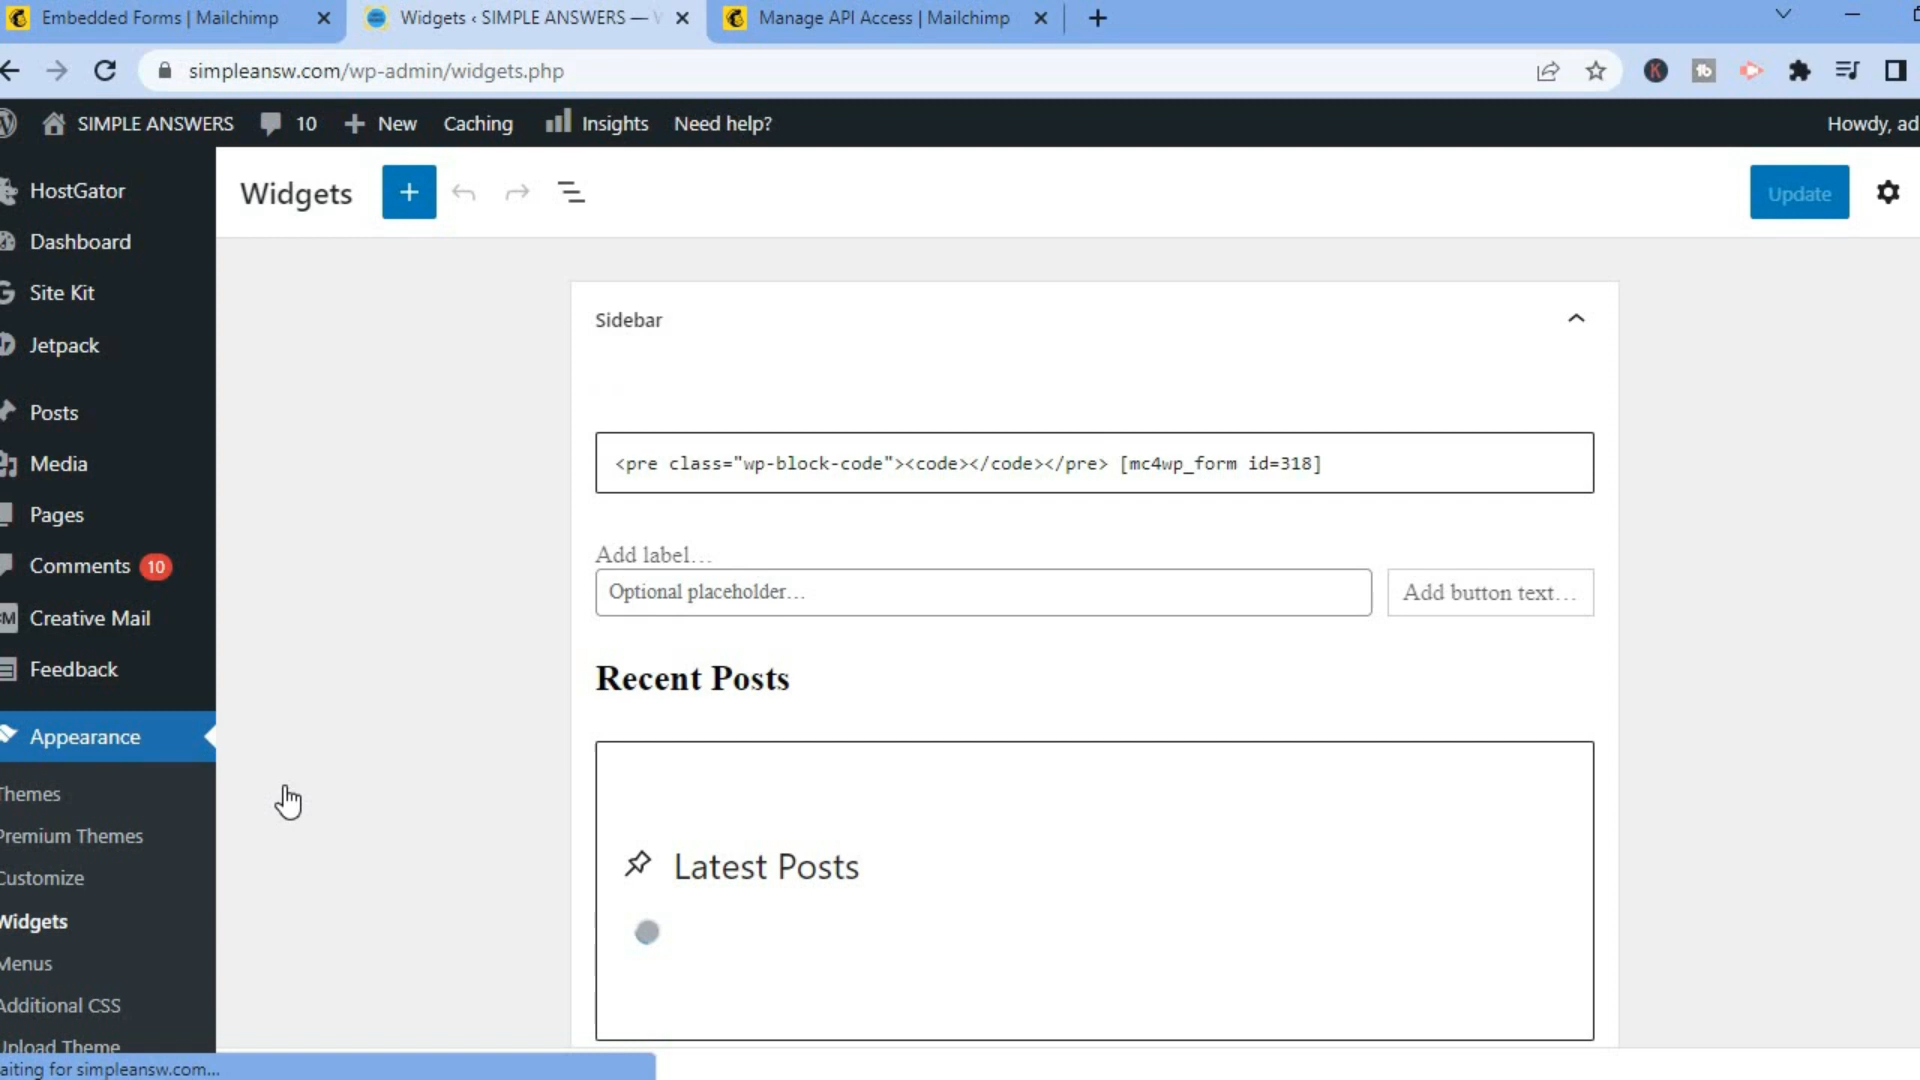 Embedded Forms | Mailchimp
Widgets ‹ SIMPLE ANSWERS —
Manage API Access | Mailchimp
simpleansw.com/wp-admin/widgets.php
SIMPLE ANSWERS 10 New Caching Insights Need help? Howdy, ad
HostGator
Widgets
Update
Dashboard
Site Kit
Jetpack
Posts
Media
Pages
Comments 10
Creative Mail
Feedback
Appearance
Themes
Premium Themes
Customize
Widgets
Menus
Additional CSS
Upload Theme
Sidebar
<pre class="wp-block-code"><code></code></pre> [mc4wp_form id=318]
Add label...
Optional placeholder...
Add button text...
Recent Posts
Latest Posts
aiting for simpleansw.com...